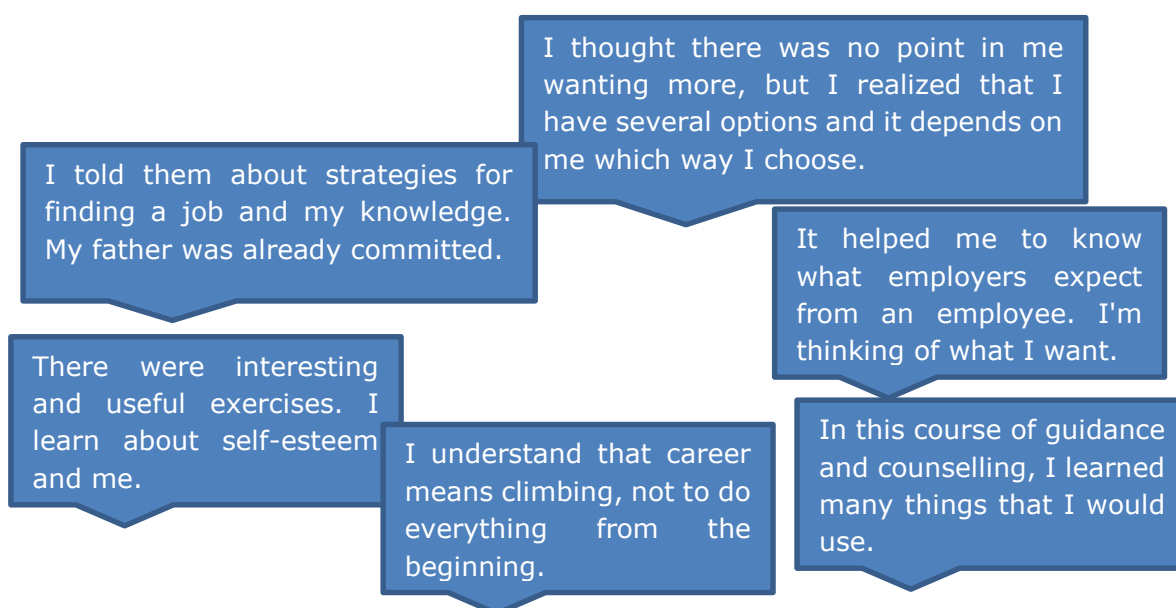 I thought there was no point in me
wanting more, but I realized that I
have several options and it depends on
me which way I choose.
I told them about strategies for
finding a job and my knowledge.
My father was already committed.
It helped me to know
what employers expect
from an employee. I'm
thinking of what I want.
There were interesting
and useful exercises. I
learn about self-esteem
and me.
I understand that career
means climbing, not to do
everything from the
beginning.
In this course of guidance
and counselling, I learned
many things that I would
use.